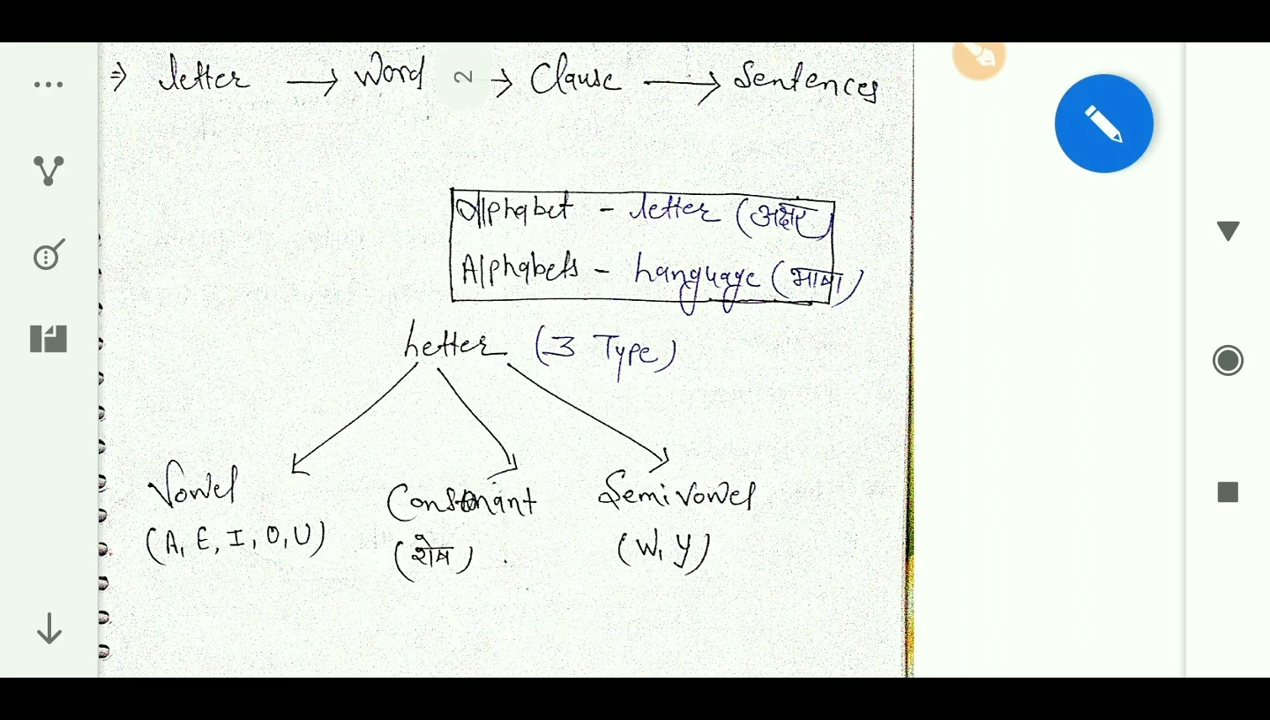 ⇒ letter → Word → Clause → Sentences
Alphabet - letter (अक्षर)
Alphabets - Language (भाषा)
Letter (3 Type)
Vowel Consonant Semivowel
(A, E, I, O, U) (शेष) (W, Y)